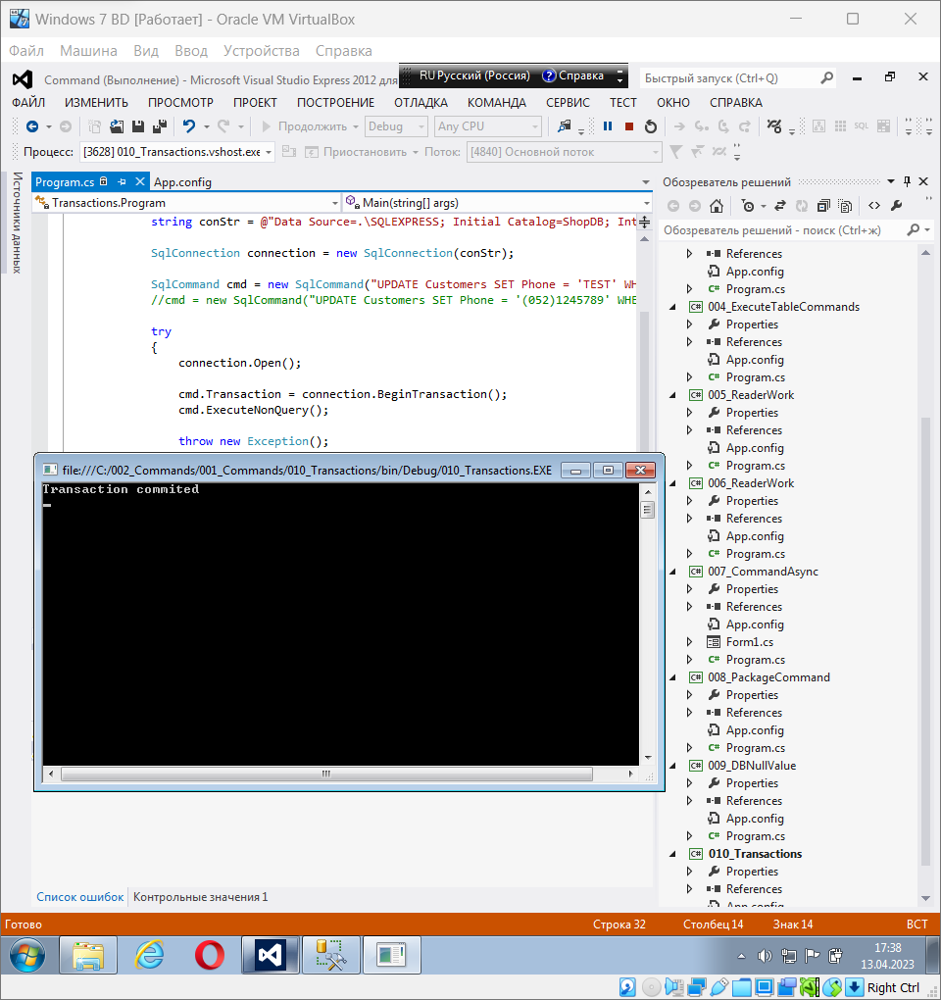 Windows 7 BD [Работает] - Oracle VM VirtualBox
Файл Машина Вид Ввод Устройства Справка
Command (Выполнение) - Microsoft Visual Studio Express 2012 для
RU Русский (Россия) Справка
Быстрый запуск (Ctrl+Q)
ФАЙЛ ИЗМЕНИТЬ ПРОСМОТР ПРОЕКТ ПОСТРОЕНИЕ ОТЛАДКА КОМАНДА СЕРВИС ТЕСТ ОКНО СПРАВКА
Продолжить Debug Any CPU SQL
Процесс: [3628] 010_Transactions.vshost.exe Приостановить Поток: [4840] Основной поток
Источники данных
Program.cs App.config
Transactions.Program Main(string[] args)
string conStr = @"Data Source=.\SQLEXPRESS; Initial Catalog=ShopDB; Int
SqlConnection connection = new SqlConnection(conStr);
SqlCommand cmd = new SqlCommand("UPDATE Customers SET Phone = 'TEST' WH
//cmd = new SqlCommand("UPDATE Customers SET Phone = '(052)1245789' WHE
try
{
connection.Open();
cmd.Transaction = connection.BeginTransaction();
cmd.ExecuteNonQuery();
throw new Exception();
file:///C:/002_Commands/001_Commands/010_Transactions/bin/Debug/010_Transactions.EXE
Transaction commited
Обозреватель решений
Обозреватель решений - поиск (Ctrl+ж)
References
App.config
Program.cs
004_ExecuteTableCommands
Properties
References
App.config
Program.cs
005_ReaderWork
Properties
References
App.config
Program.cs
006_ReaderWork
Properties
References
App.config
Program.cs
007_CommandAsync
Properties
References
App.config
Form1.cs
Program.cs
008_PackageCommand
Properties
References
App.config
Program.cs
009_DBNullValue
Properties
References
App.config
Program.cs
010_Transactions
Properties
References
App.config
Список ошибок Контрольные значения 1
Готово Строка 32 Столбец 14 Знак 14 ВСТ
17:38
13.04.2023
Right Ctrl